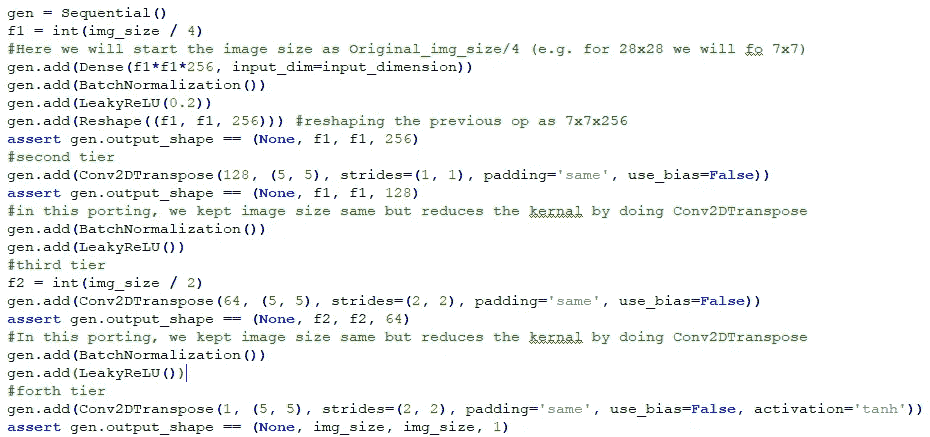 gen = Sequential()
f1 = int(img_size / 4)
#Here we will start the image size as Original_img_size/4 (e.g. for 28x28 we will fo 7x7)
gen.add(Dense(f1*f1*256, input_dim=input_dimension))
gen.add(BatchNormalization())
gen.add(LeakyReLU(0.2))
gen.add(Reshape((f1, f1, 256))) #reshaping the previous op as 7x7x256
assert gen.output_shape == (None, f1, f1, 256)
#second tier
gen.add(Conv2DTranspose(128, (5, 5), strides=(1, 1), padding='same', use_bias=False))
assert gen.output_shape == (None, f1, f1, 128)
#in this porting, we kept image size same but reduces the kernal by doing Conv2DTranspose
gen.add(BatchNormalization())
gen.add(LeakyReLU())
#third tier
f2 = int(img_size / 2)
gen.add(Conv2DTranspose(64, (5, 5), strides=(2, 2), padding='same', use_bias=False))
assert gen.output_shape == (None, f2, f2, 64)
#In this porting, we kept image size same but reduces the kernal by doing Conv2DTranspose
gen.add(BatchNormalization())
gen.add(LeakyReLU())
#forth tier
gen.add(Conv2DTranspose(1, (5, 5), strides=(2, 2), padding='same', use_bias=False, activation='tanh'))
assert gen.output_shape == (None, img_size, img_size, 1)